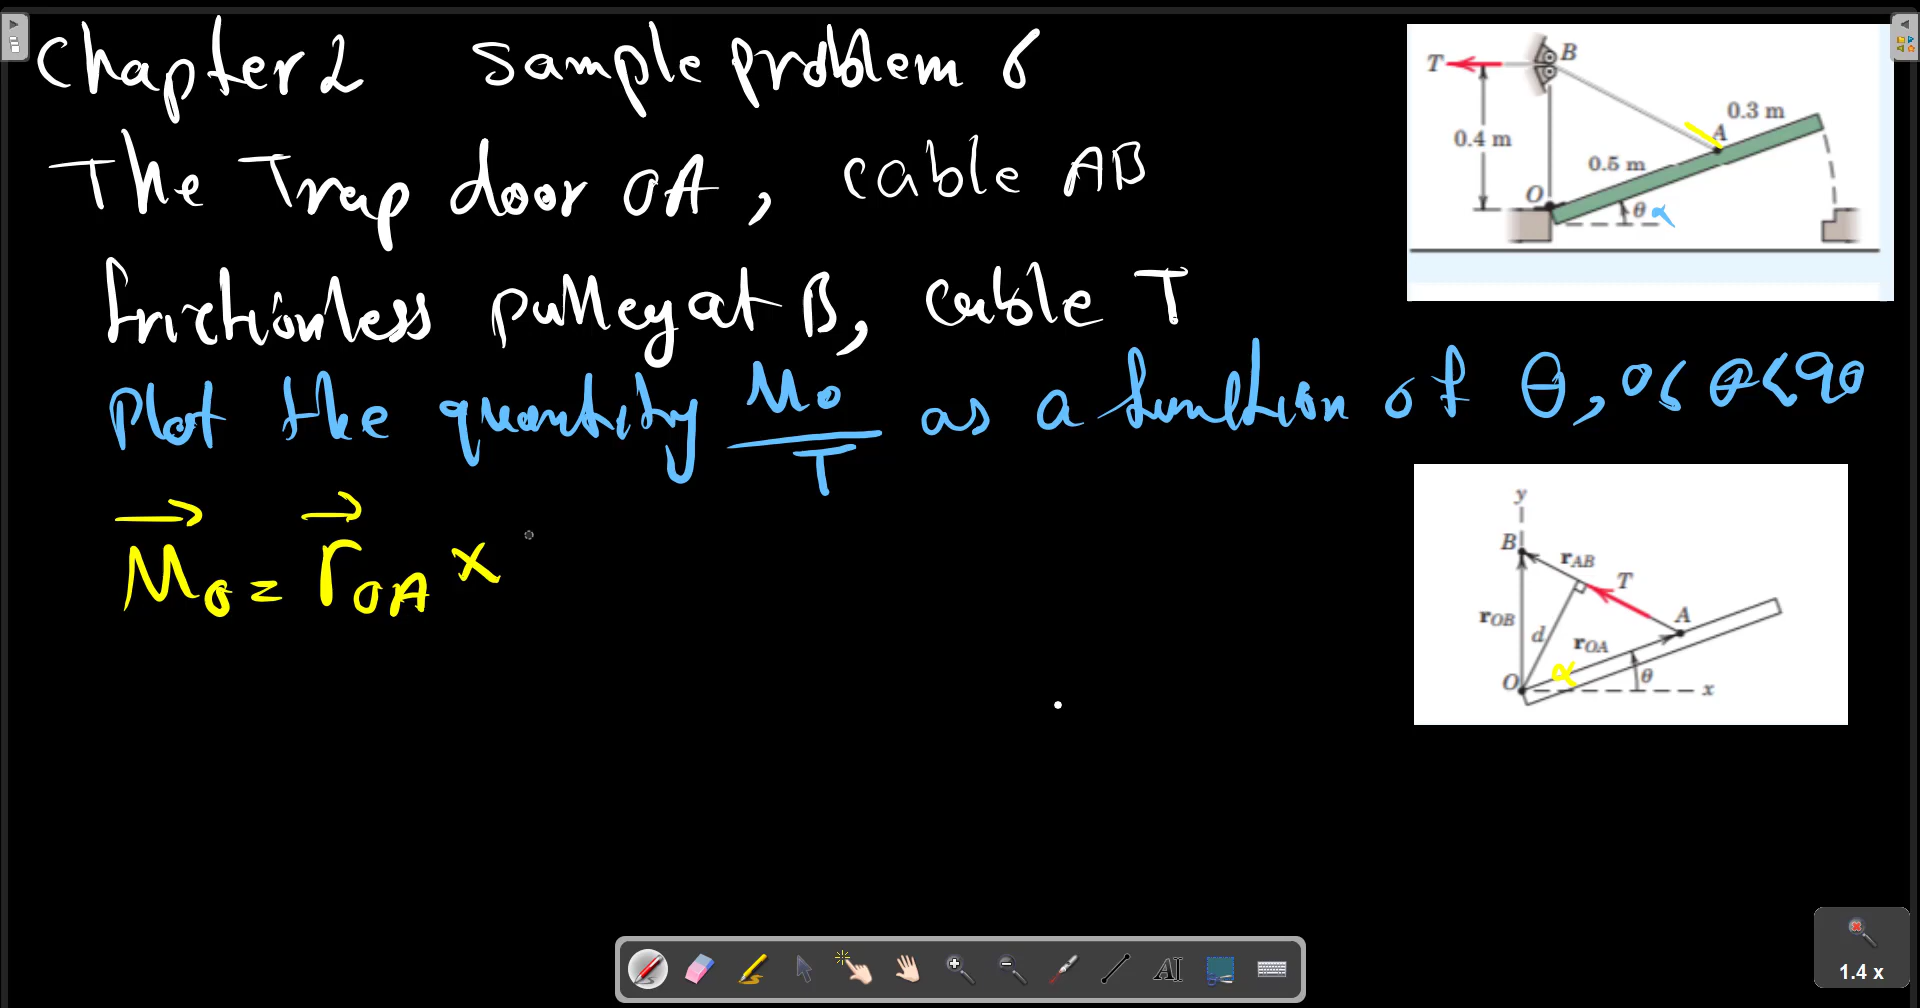 Chapter 2 Sample problem 6
The Trap door OA, cable AB
frictionless pulley at B, cable T
Plot the quantity Mo/T as a function of θ, 0≤θ≤90
Mo = rOA ×
T
B
0.4 m
A
0.3 m
0.5 m
O
θ α
y
B
rAB
T
rOB
d
rOA
A
O
α
θ
x
AI
1.4 x